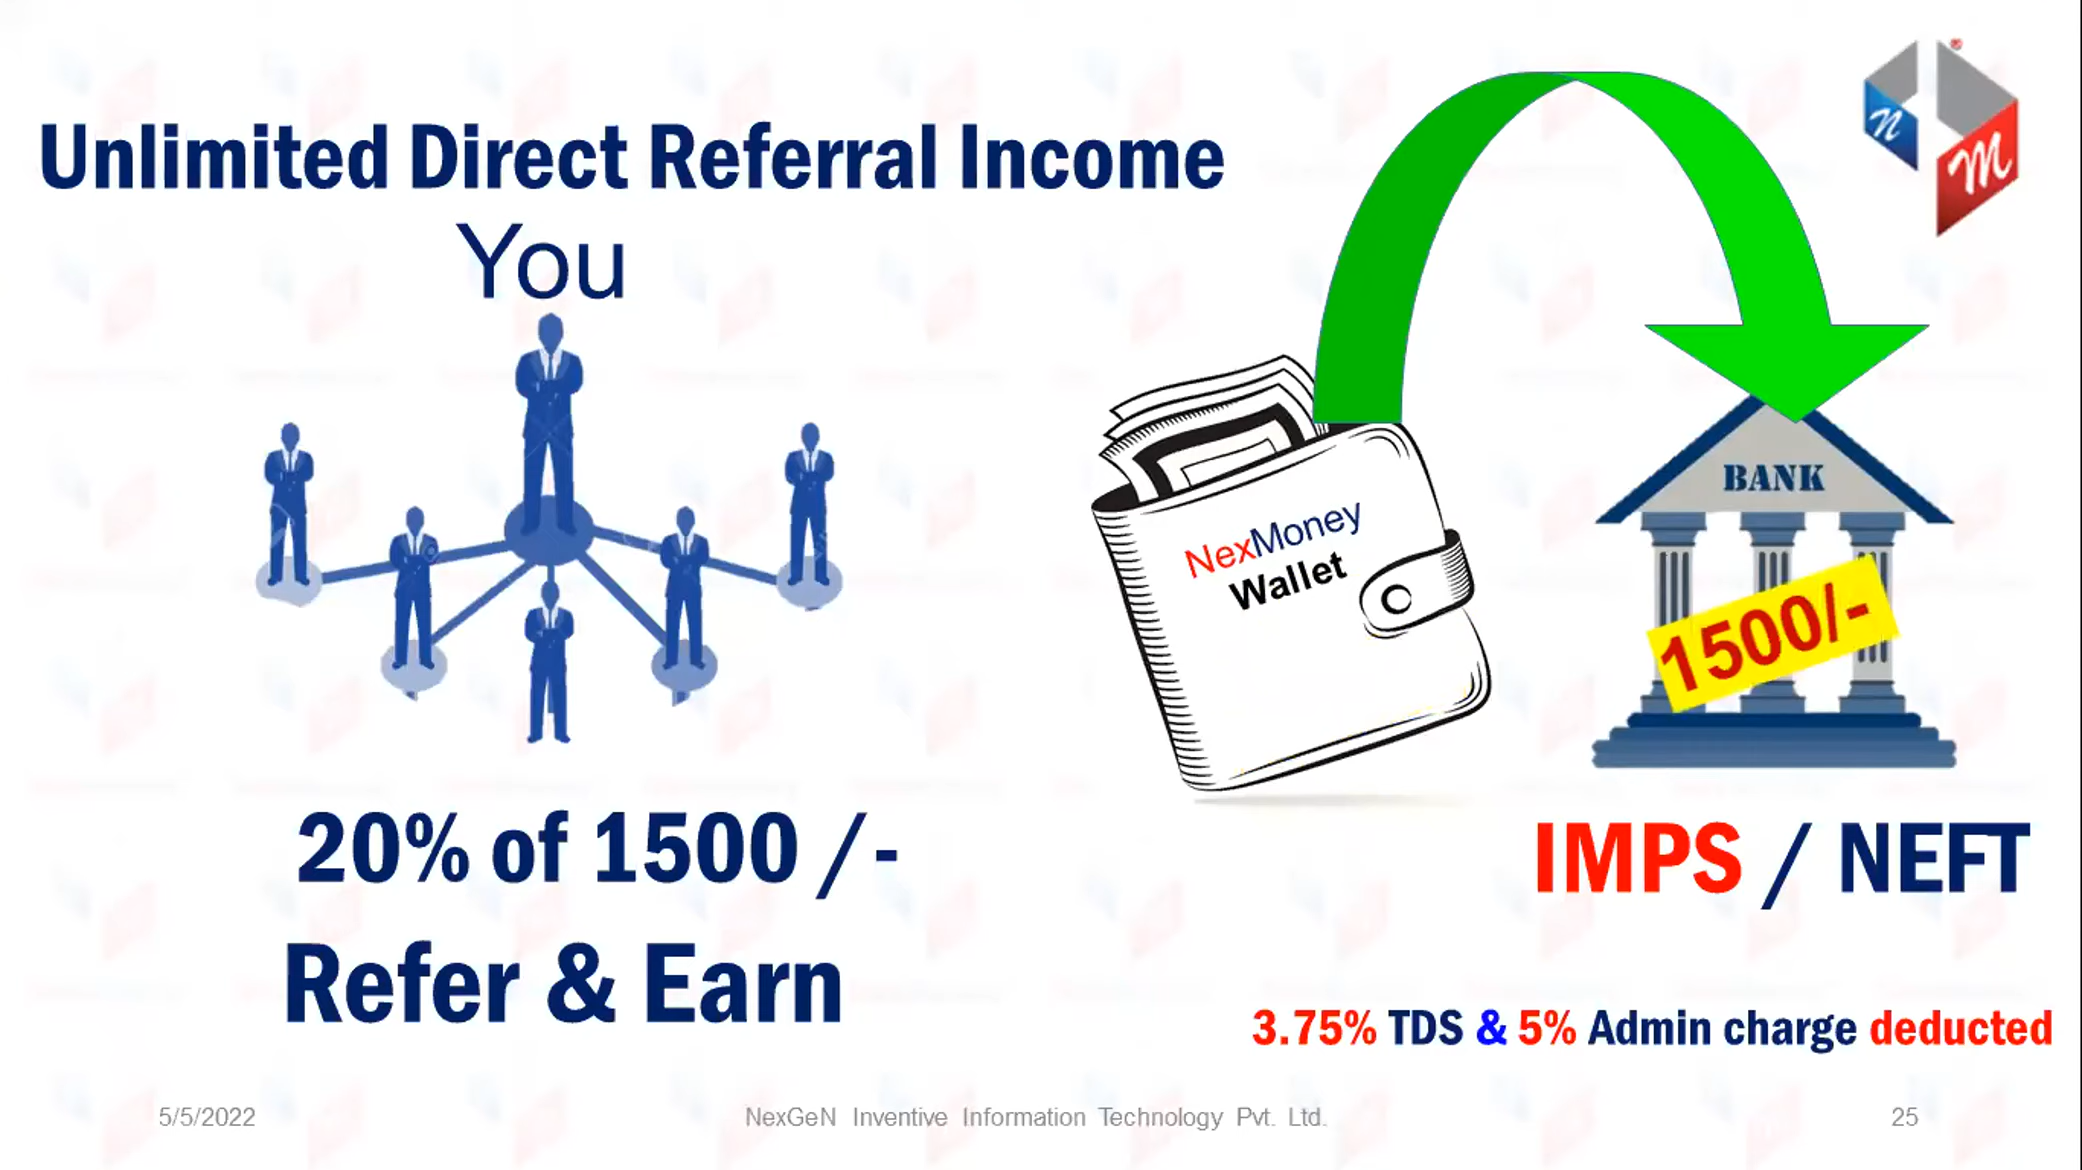 Unlimited Direct Referral Income
You
n
m
®
NexMoney
Wallet
BANK
1500/-
20% of 1500 /-
Refer & Earn
IMPS / NEFT
3.75% TDS & 5% Admin charge deducted
5/5/2022
NexGeN Inventive Information Technology Pvt. Ltd.
25